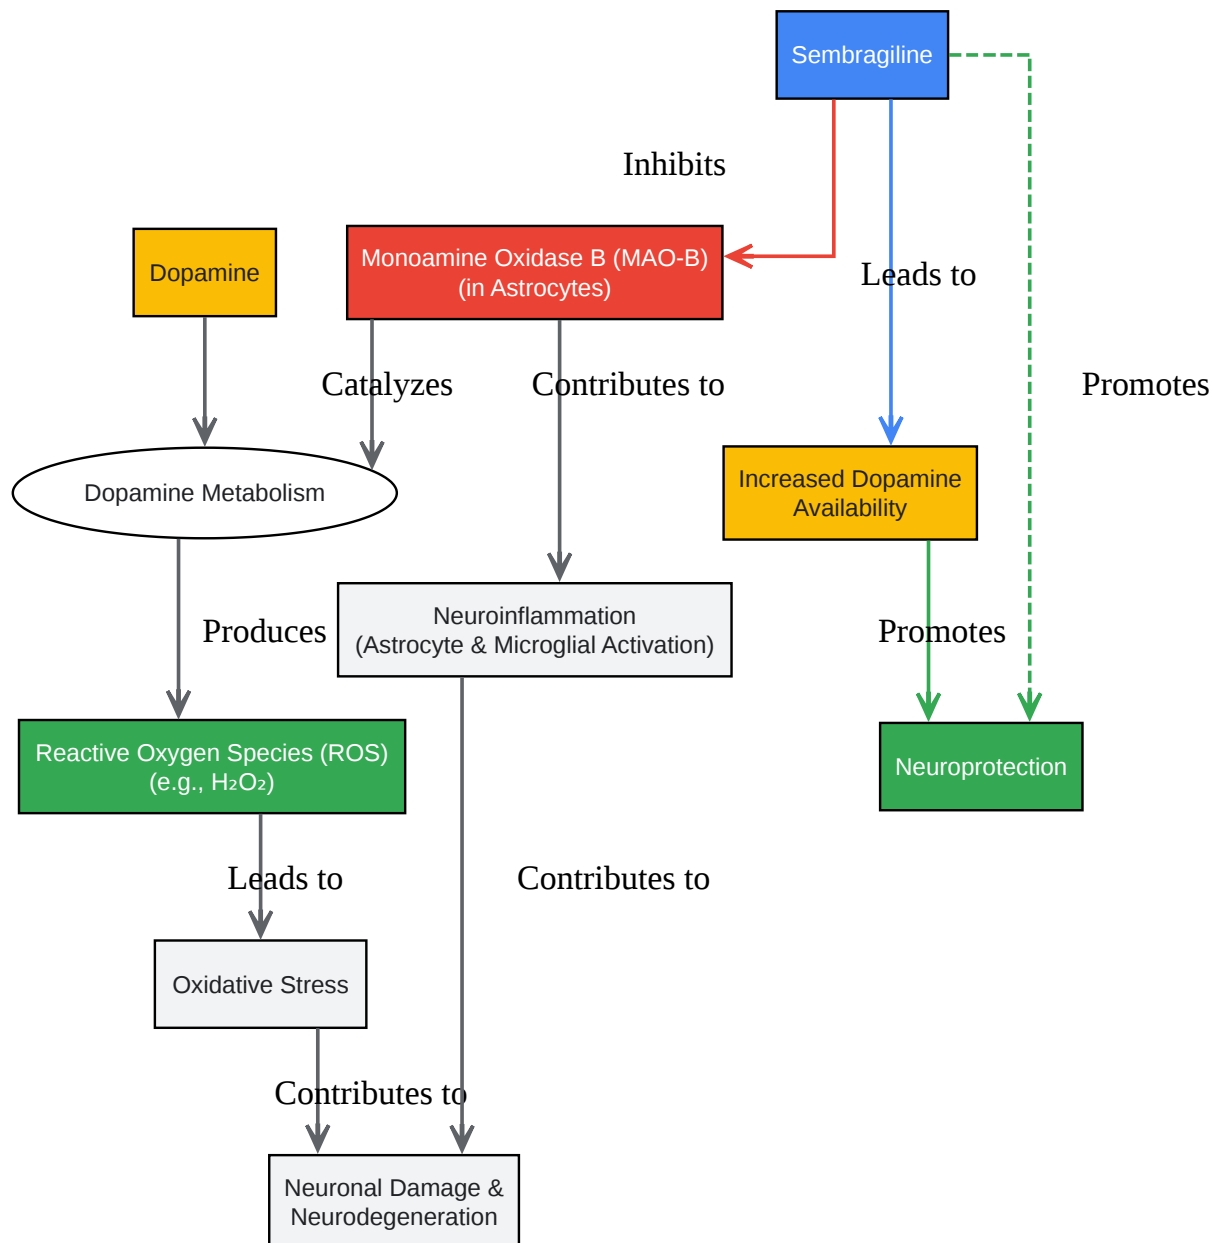 Sembragiline
Inhibits
Dopamine
Monoamine Oxidase B (MAO-B)
(in Astrocytes)
Leads to
Catalyzes
Contributes to
Promotes
Dopamine Metabolism
Increased Dopamine
Availability
Neuroinflammation
(Astrocyte & Microglial Activation)
Produces
Promotes
Reactive Oxygen Species (ROS)
(e.g., H₂O₂)
Neuroprotection
Leads to
Contributes to
Oxidative Stress
Contributes to
Neuronal Damage &
Neurodegeneration